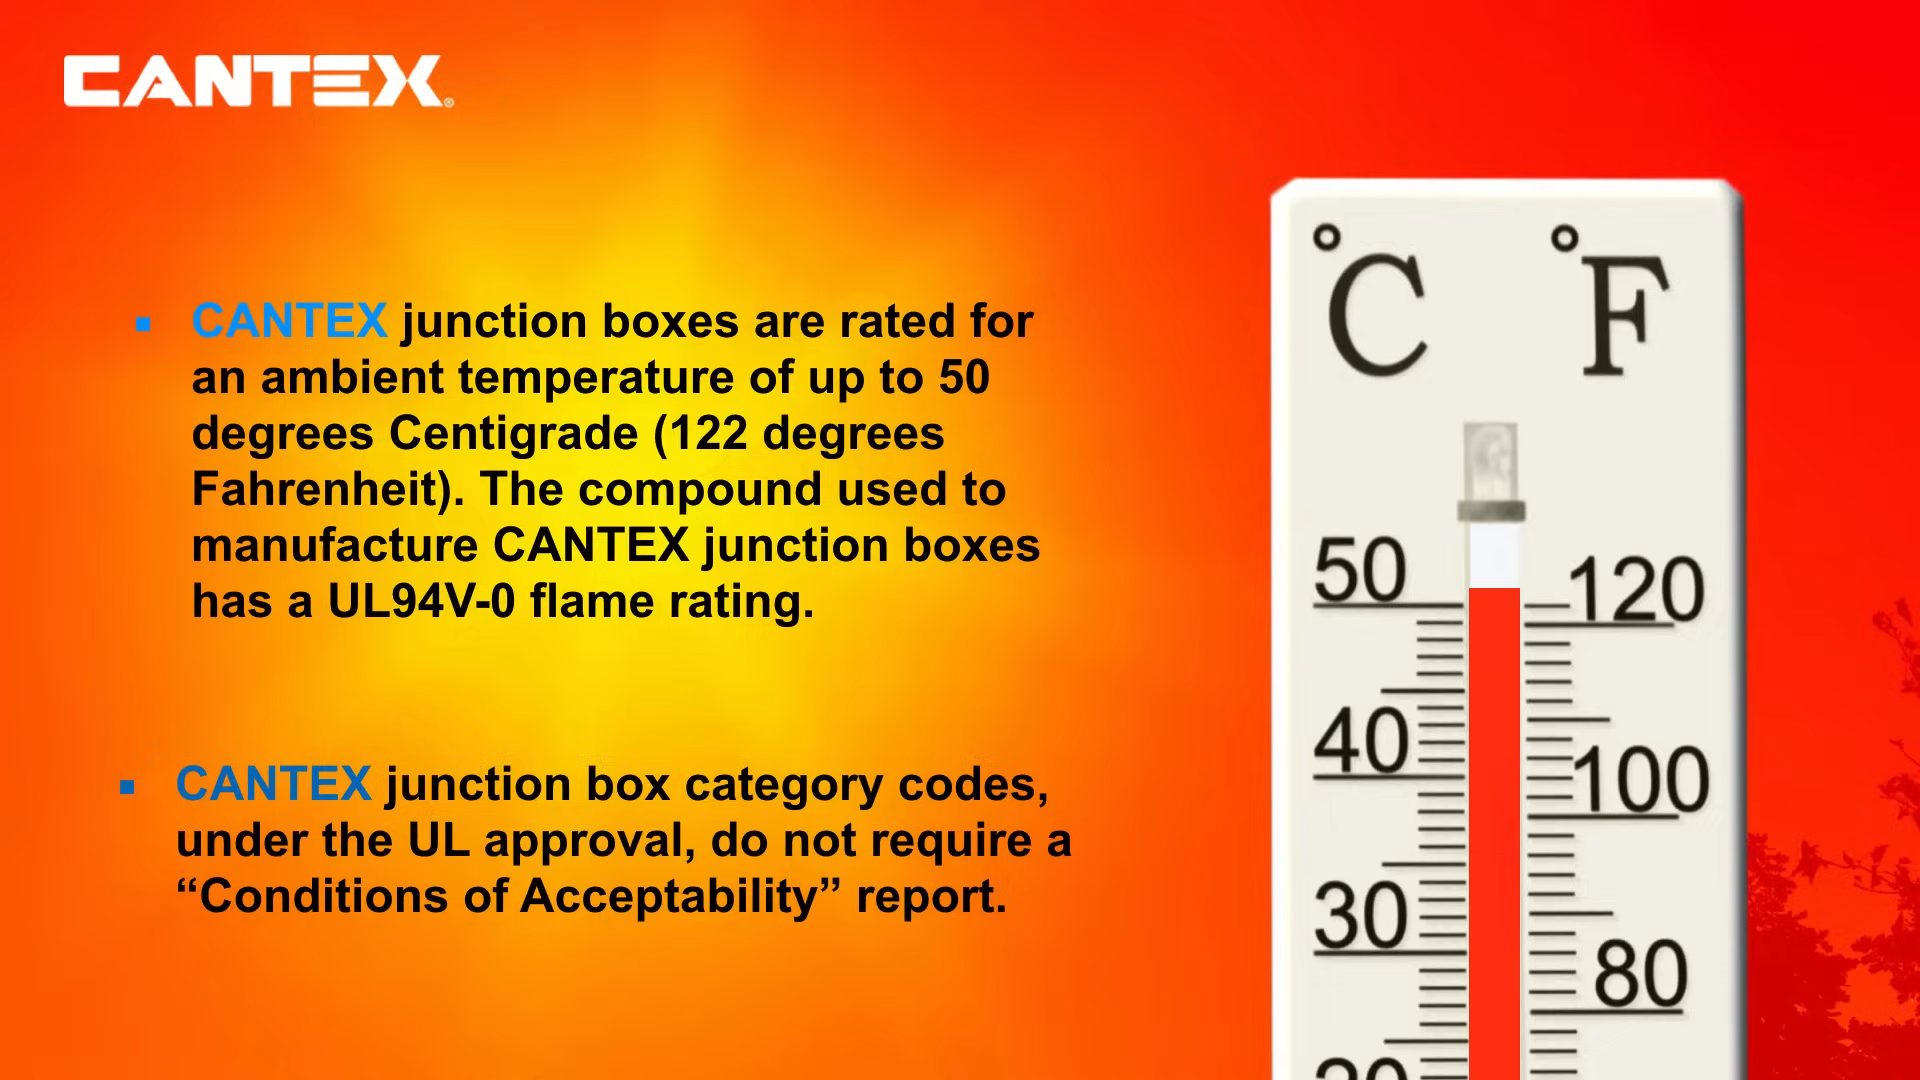 CANTEX®
▪ CANTEX junction boxes are rated for
an ambient temperature of up to 50
degrees Centigrade (122 degrees
Fahrenheit). The compound used to
manufacture CANTEX junction boxes
has a UL94V-0 flame rating.
▪ CANTEX junction box category codes,
under the UL approval, do not require a
“Conditions of Acceptability” report.
°C °F
50 120
40 100
30 80
20